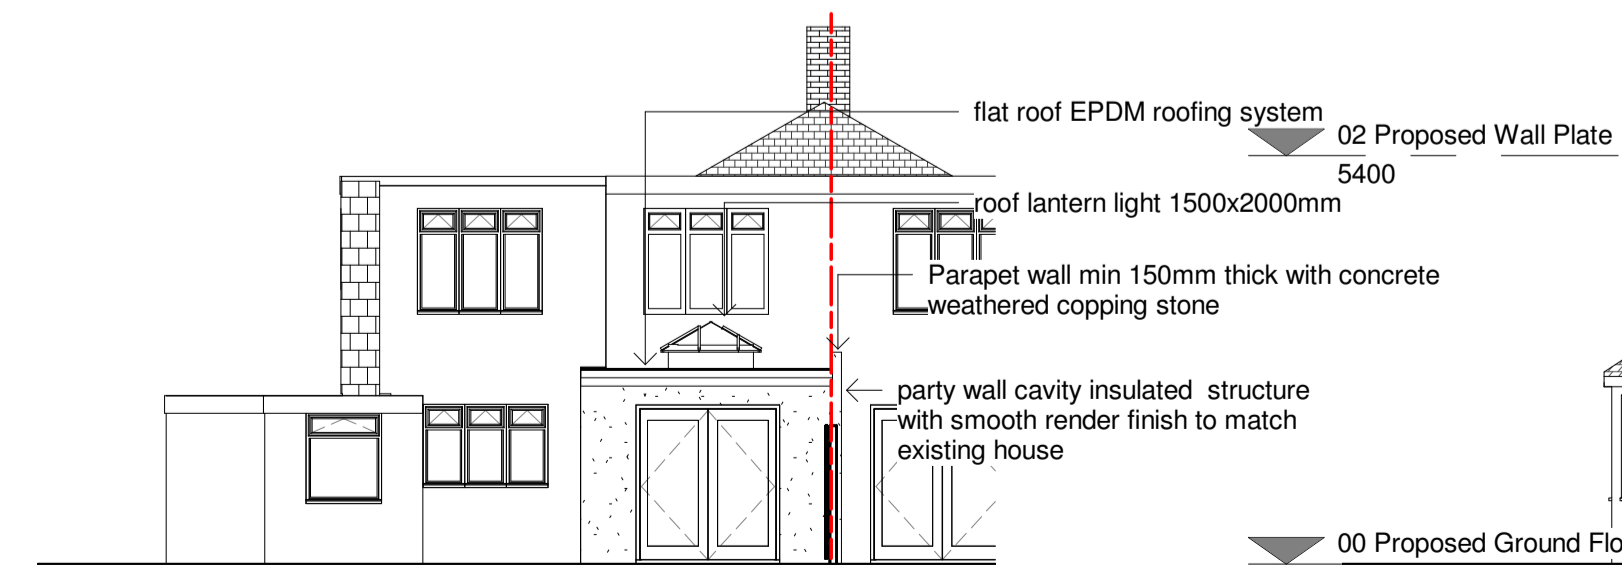 flat roof EPDM roofing system
02 Proposed Wall Plate
5400
roof lantern light 1500x2000mm
Parapet wall min 150mm thick with concrete
weathered copping stone
party wall cavity insulated structure
with smooth render finish to match
existing house
00 Proposed Ground Flo